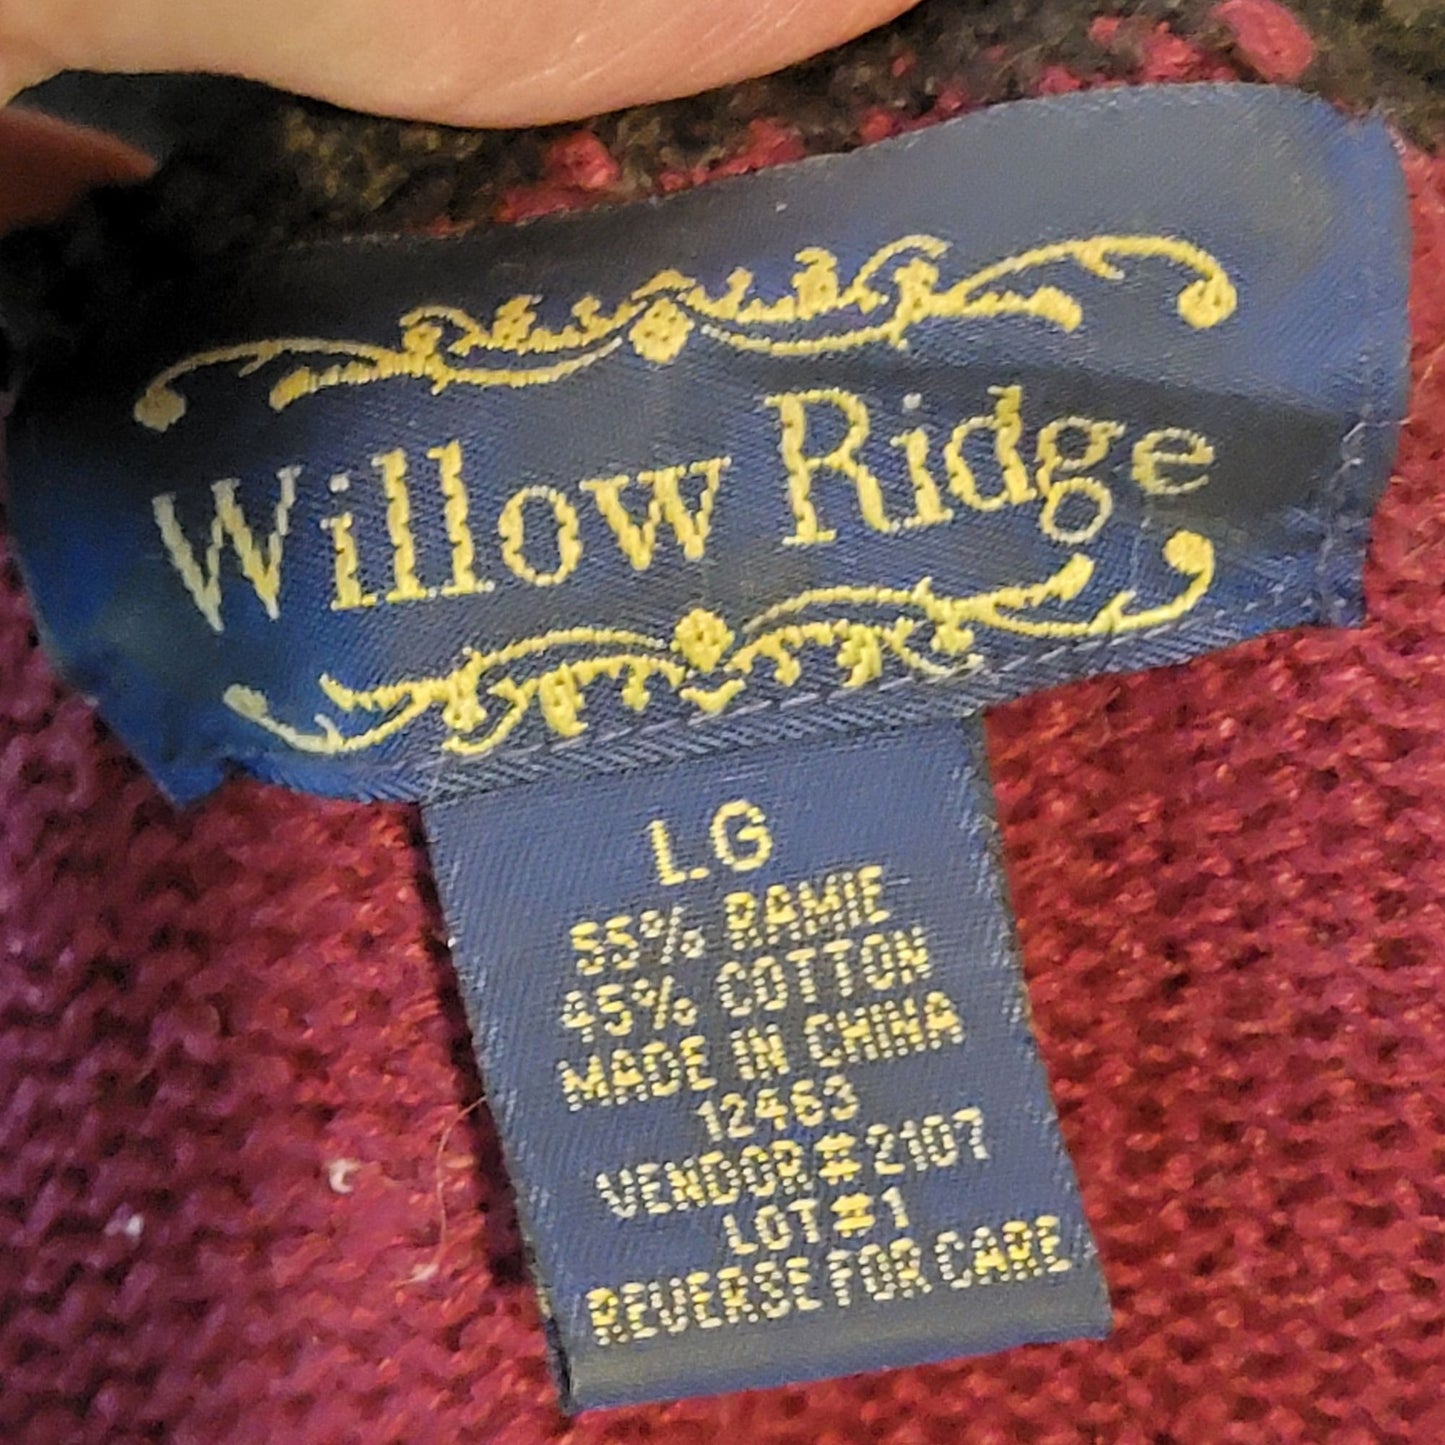 Willow Ridge
LG
55% RAMIE
45% COTTON
MADE IN CHINA
12463
VENDOR#2107
LOT#1
REVERSE FOR CARE